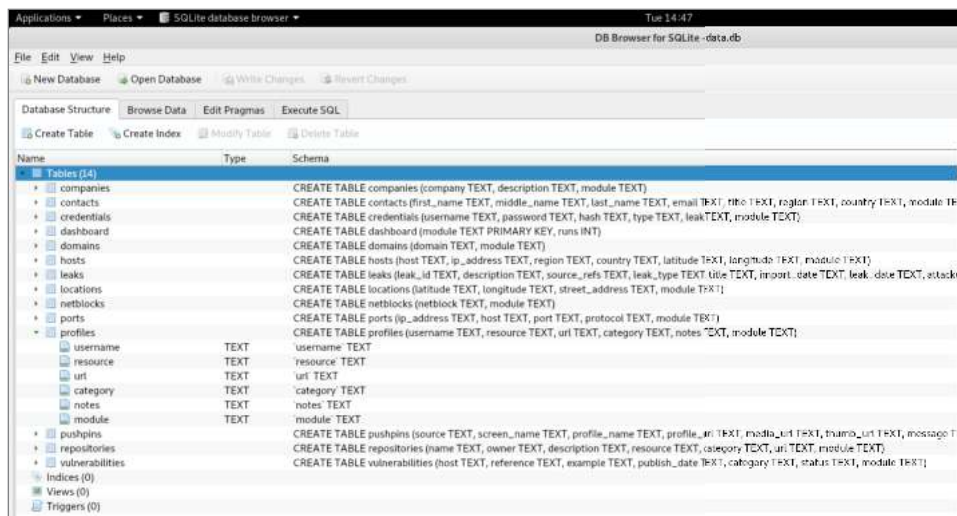 Applications Places SQLite database browser Tue 14:47
DB Browser for SQLite -data.db
File Edit View Help
New Database Open Database Write Changes Revert Changes
Database Structure Browse Data Edit Pragmas Execute SQL
Create Table Create Index Modify Table Delete Table
Name Type Schema
Tables (14)
companies CREATE TABLE companies (company TEXT, description TEXT, module TEXT)
contacts CREATE TABLE contacts (first_name TEXT, middle_name TEXT, last_name TEXT, email TEXT, title TEXT, region TEXT, country TEXT, module TE
credentials CREATE TABLE credentials (username TEXT, password TEXT, hash TEXT, type TEXT, leak TEXT, module TEXT)
dashboard CREATE TABLE dashboard (module TEXT PRIMARY KEY, runs INT)
domains CREATE TABLE domains (domain TEXT, module TEXT)
hosts CREATE TABLE hosts (host TEXT, ip_address TEXT, region TEXT, country TEXT, latitude TEXT, longitude TEXT, module TEXT)
leaks CREATE TABLE leaks (leak_id TEXT, description TEXT, source_refs TEXT, leak_type TEXT, title TEXT, import_date TEXT, leak_date TEXT, attack
locations CREATE TABLE locations (latitude TEXT, longitude TEXT, street_address TEXT, module TEXT)
netblocks CREATE TABLE netblocks (netblock TEXT, module TEXT)
ports CREATE TABLE ports (ip_address TEXT, host TEXT, port TEXT, protocol TEXT, module TEXT)
profiles CREATE TABLE profiles (username TEXT, resource TEXT, url TEXT, category TEXT, notes TEXT, module TEXT)
username TEXT `username` TEXT
resource TEXT `resource` TEXT
url TEXT `url` TEXT
category TEXT `category` TEXT
notes TEXT `notes` TEXT
module TEXT `module` TEXT
pushpins CREATE TABLE pushpins (source TEXT, screen_name TEXT, profile_name TEXT, profile_url TEXT, media_url TEXT, thumb_url TEXT, message T
repositories CREATE TABLE repositories (name TEXT, owner TEXT, description TEXT, resource TEXT, category TEXT, url TEXT, module TEXT)
vulnerabilities CREATE TABLE vulnerabilities (host TEXT, reference TEXT, example TEXT, publish_date TEXT, category TEXT, status TEXT, module TEXT)
Indices (0)
Views (0)
Triggers (0)